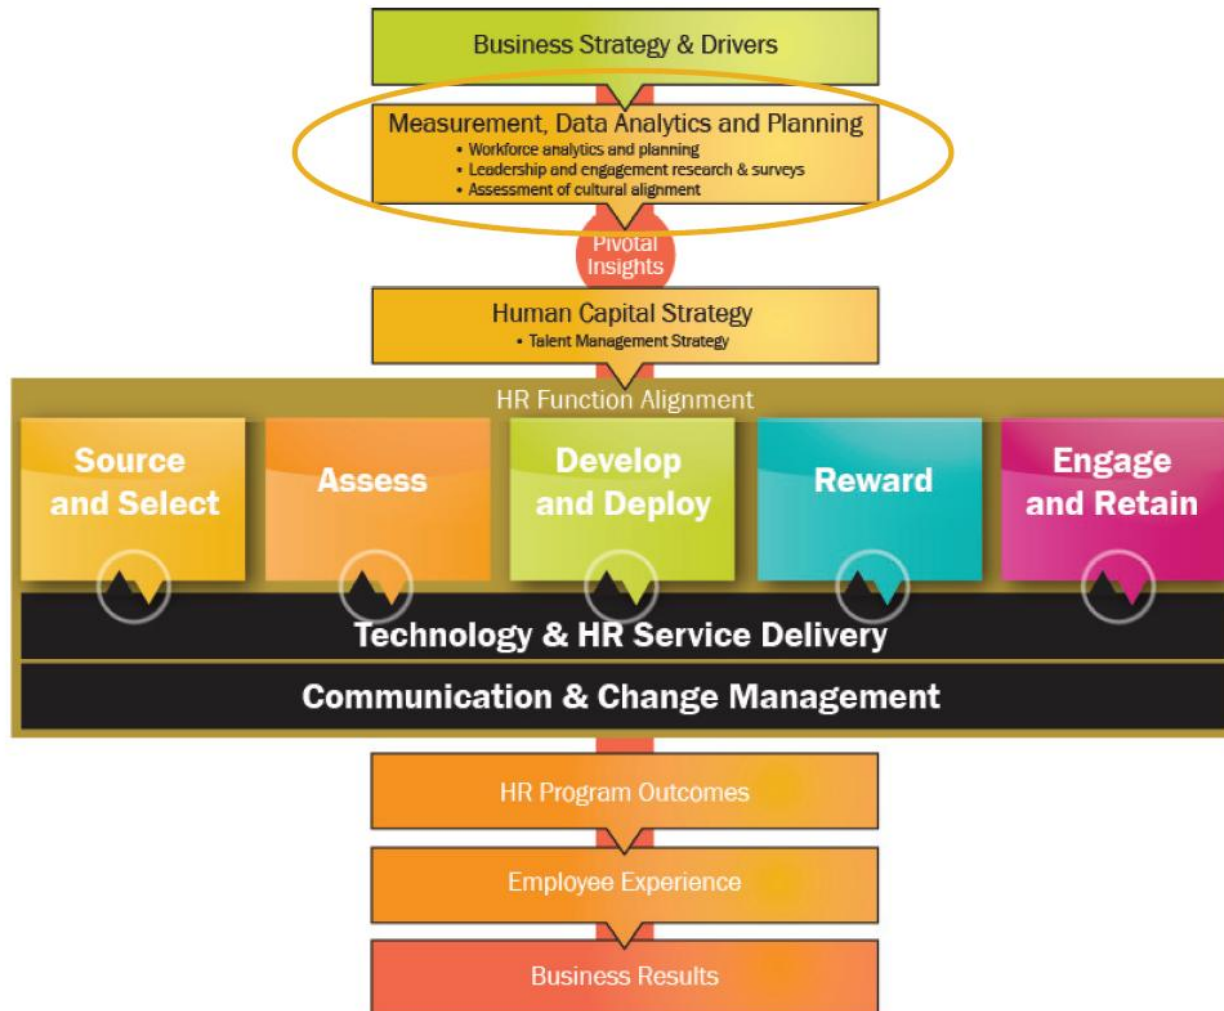 Business Strategy & Drivers
Measurement, Data Analytics and Planning
• Workforce analytics and planning
• Leadership and engagement research & surveys
• Assessment of cultural alignment
Pivotal
Insights
Human Capital Strategy
• Talent Management Strategy
HR Function Alignment
Source
and Select
Assess
Develop
and Deploy
Reward
Engage
and Retain
Technology & HR Service Delivery
Communication & Change Management
HR Program Outcomes
Employee Experience
Business Results